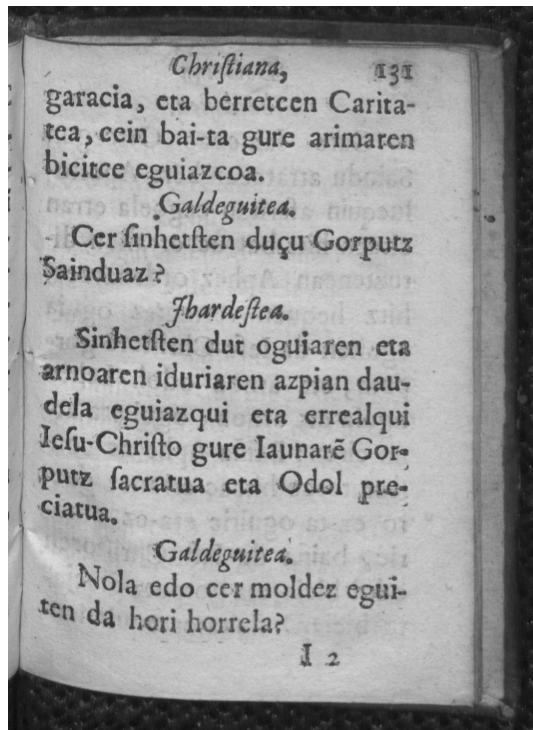 Chriſtiana, 131
garacia, eta berretcen Carita-
tea, cein bai-ta gure arimaren
bicitce eguiazcoa.
Galdeguitea.
Cer ſinhetſten duçu Gorputz
Sainduaz?
Jhardeſtea.
Sinhetſten dut oguiaren eta
arnoaren iduriaren azpian dau-
dela eguiazqui eta errealqui
Ieſu-Chriſto gure Iaunarẽ Gor-
putz ſacratua eta Odol pre-
ciatua.
Galdeguitea.
Nola edo cer moldez egui-
ten da hori horrela?
I 2